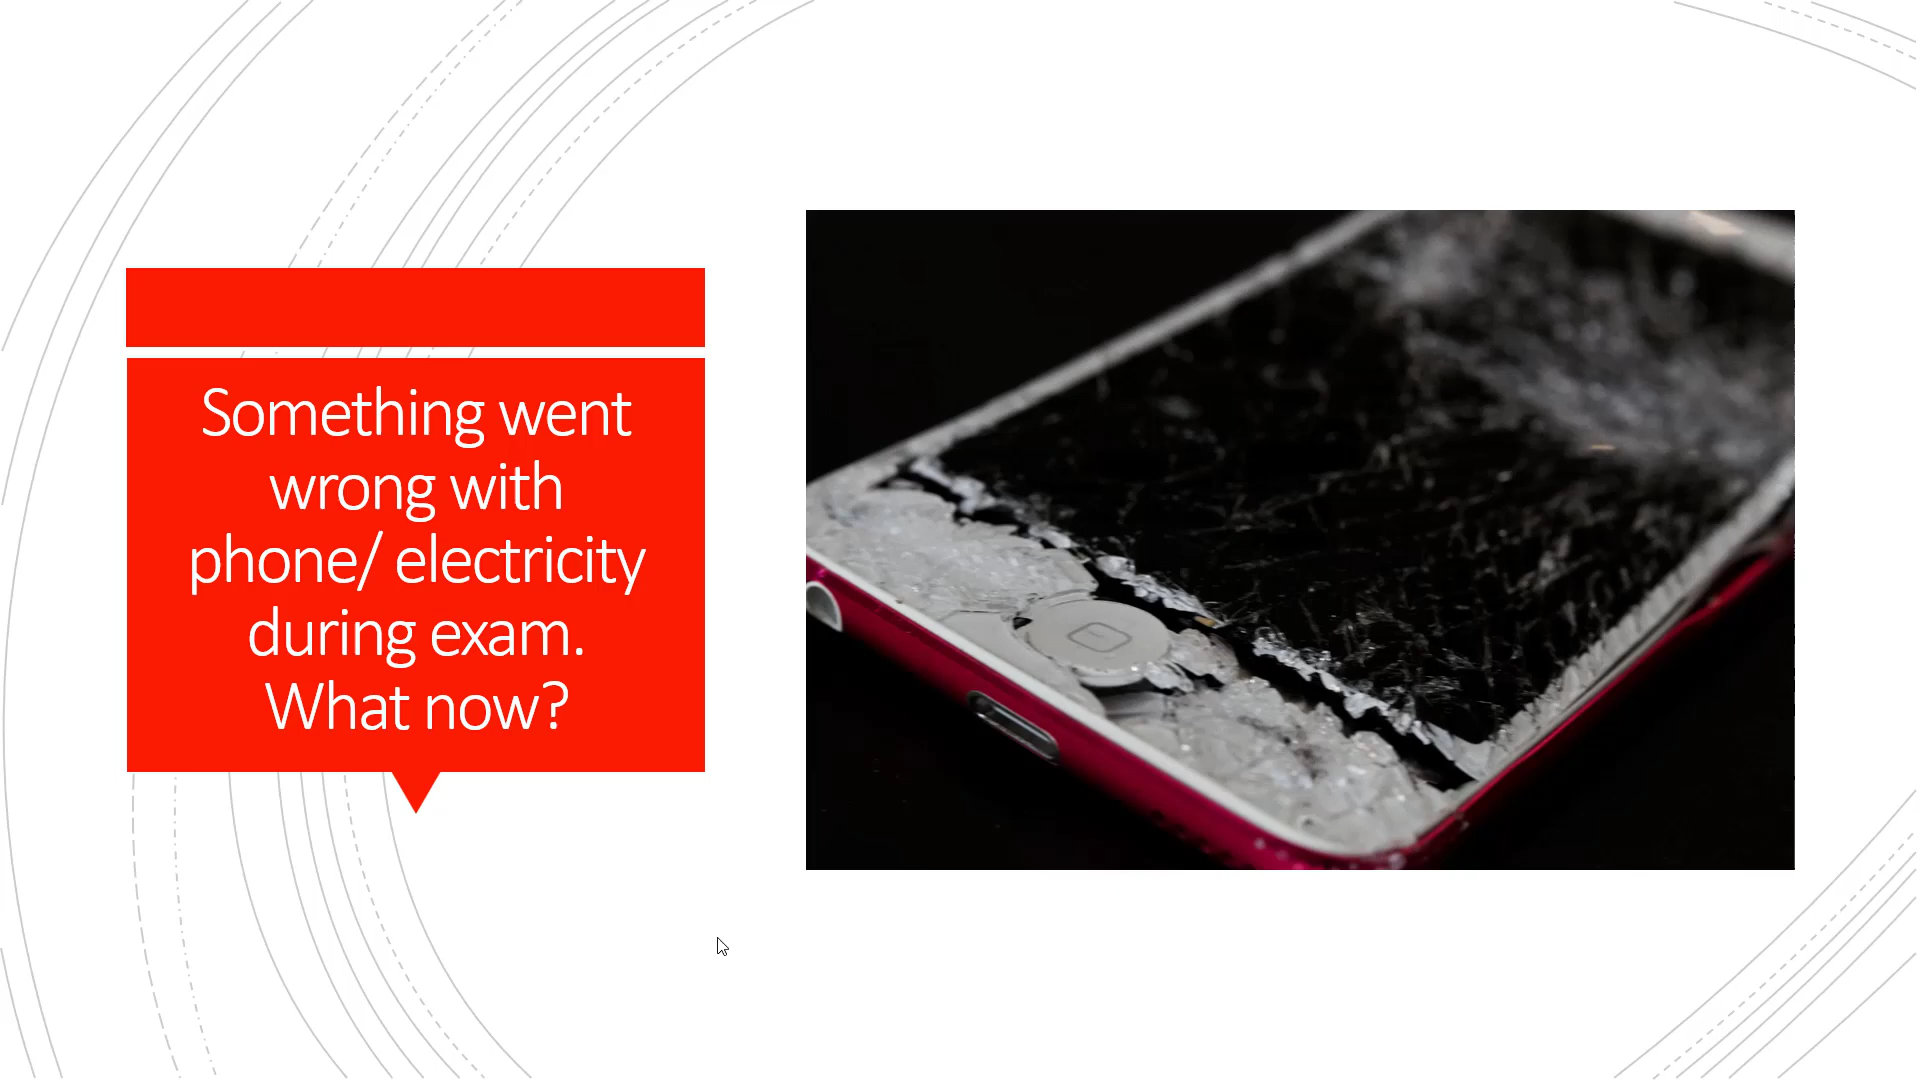 Something went
wrong with
phone/ electricity
during exam.
What now?